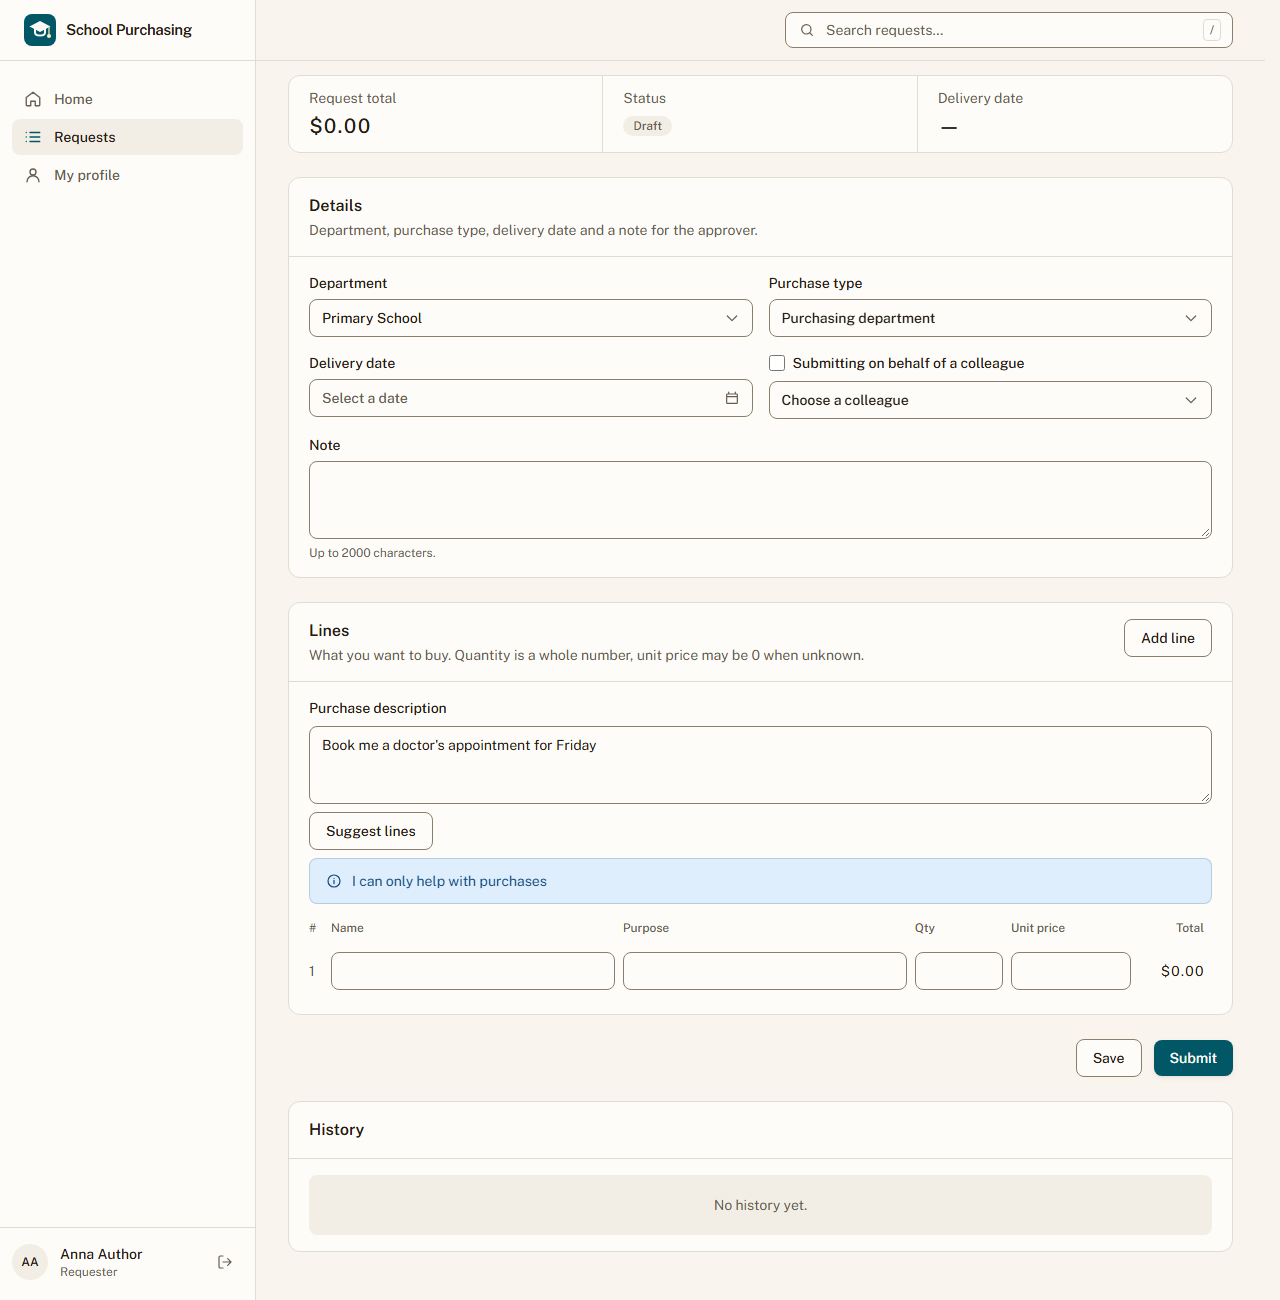 School Purchasing
Search requests...
/
Home
Requests
My profile
Request total
$0.00
Status
Draft
Delivery date
—
Details
Department, purchase type, delivery date and a note for the approver.
Department
Primary School
Purchase type
Purchasing department
Delivery date
Select a date
Submitting on behalf of a colleague
Choose a colleague
Note
Up to 2000 characters.
Lines
What you want to buy. Quantity is a whole number, unit price may be 0 when unknown.
Add line
Purchase description
Book me a doctor's appointment for Friday
Suggest lines
I can only help with purchases
# Name Purpose Qty Unit price Total
1 $0.00
Save
Submit
History
No history yet.
AA
Anna Author
Requester